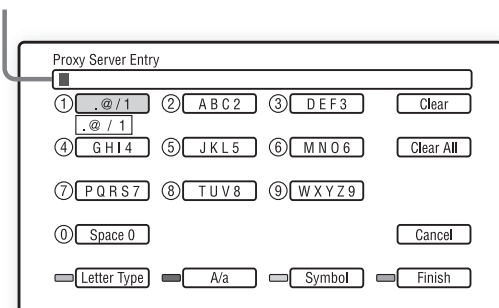 Proxy Server Entry
① .@/1 ② ABC2 ③ DEF3 Clear
.@/1
④ GHI4 ⑤ JKL5 ⑥ MNO6 Clear All
⑦ PQRS7 ⑧ TUV8 ⑨ WXYZ9
⓪ Space 0 Cancel
Letter Type A/a Symbol Finish